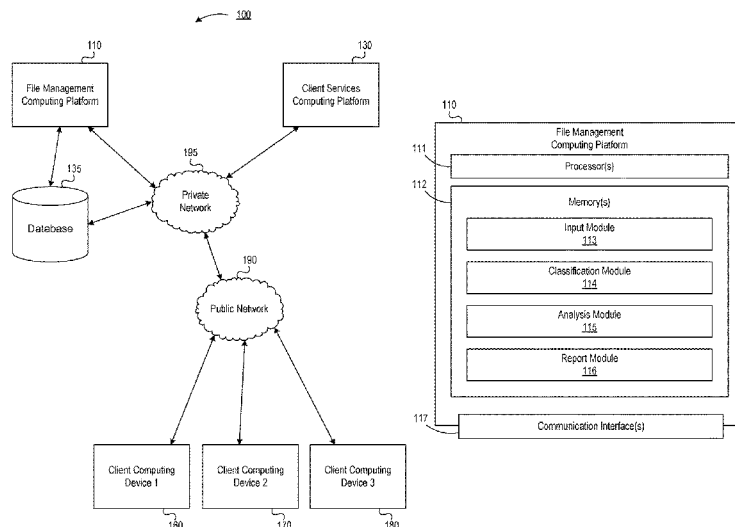 100
110
File Management
Computing Platform
130
Client Services
Computing Platform
135
Database
195
Private
Network
190
Public Network
Client Computing
Device 1
160
Client Computing
Device 2
170
Client Computing
Device 3
180
110
File Management
Computing Platform
111
Processor(s)
112
Memory(s)
Input Module
113
Classification Module
114
Analysis Module
115
Report Module
116
117
Communication Interface(s)